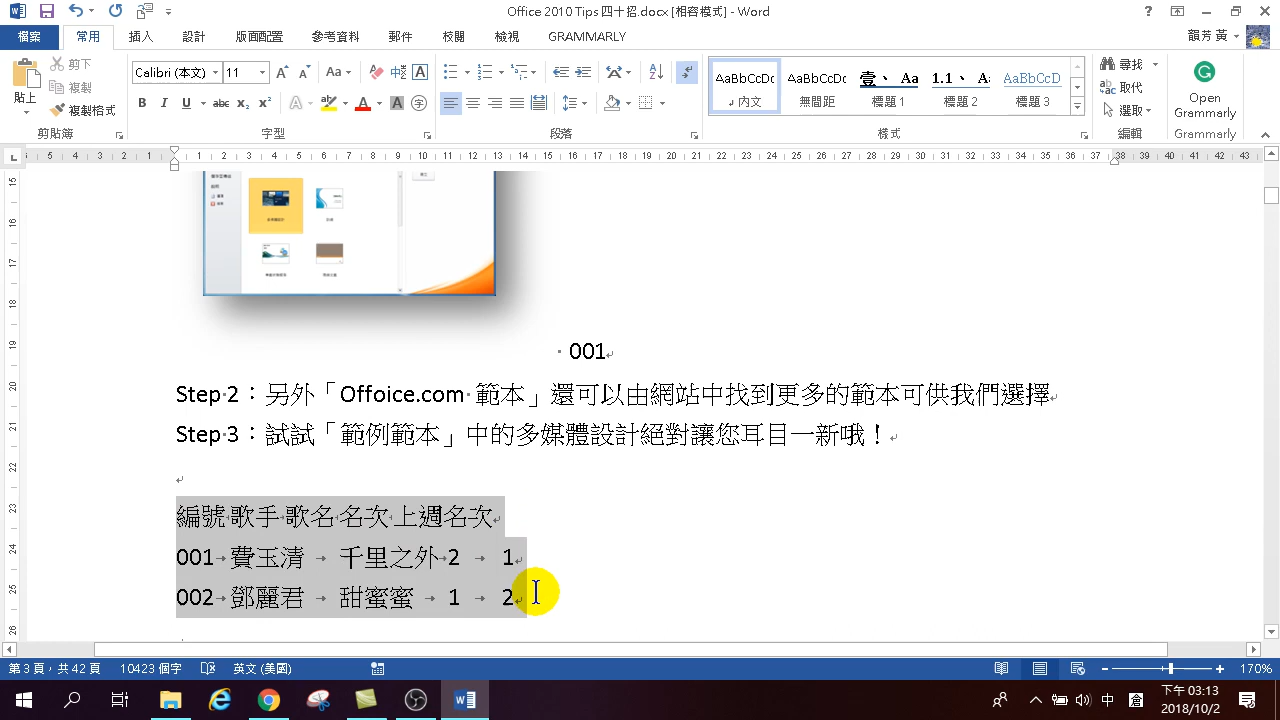 Office 2010 Tips 四十招.docx [相容模式] - Word
檔案 常用 插入 設計 版面配置 參考資料 郵件 校閱 檢視 GRAMMARLY
貼上 剪下 複製 複製格式 剪貼簿
Calibri (本文) 11 字型
段落
AaBbCcDc 內文 AaBbCcDc 無間距 壹、 Aa 標題 1 1.1、 A 標題 2 AaBbCcD 標題 3 樣式
尋找 取代 選取 編輯
Open Grammarly Grammarly
001
Step 2：另外「Offoice.com 範本」還可以由網站中找到更多的範本可供我們選擇
Step 3：試試「範例範本」中的多媒體設計絕對讓您耳目一新哦！
編號 歌手 歌名 名次 上週名次
001 費玉清 千里之外 2 1
002 鄧麗君 甜蜜蜜 1 2
第 3 頁，共 42 頁 10423 個字 英文 (美國) 170%
中 下午 03:13
2018/10/2